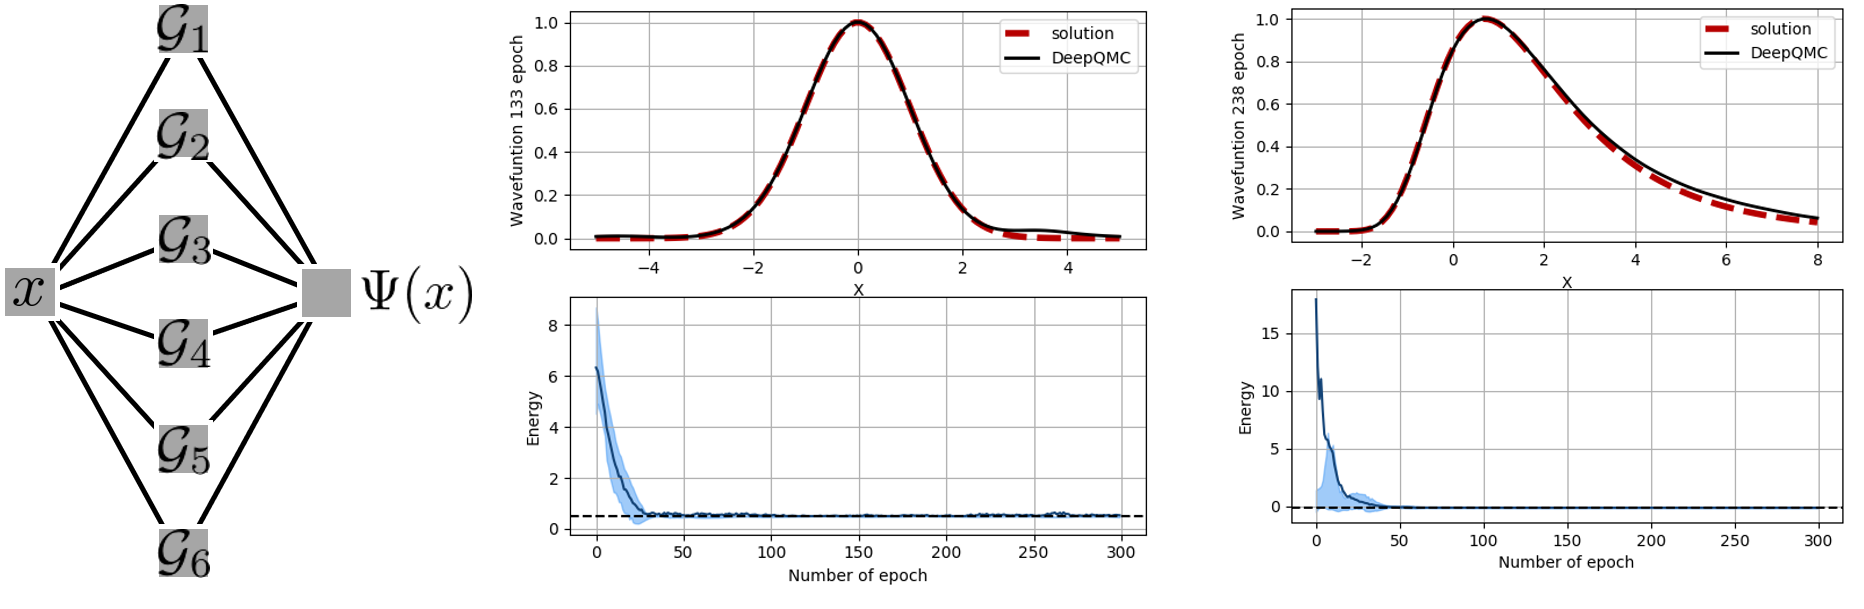 𝒢₁
𝒢₂
𝒢₃
𝒢₄
𝒢₅
𝒢₆
x
Ψ(x)
Wavefuntion 133 epoch
1.0
0.8
0.6
0.4
0.2
0.0
solution
DeepQMC
−4 −2 0 2 4
X
Energy
8
6
4
2
0
0 50 100 150 200 250 300
Number of epoch
Wavefuntion 238 epoch
1.0
0.8
0.6
0.4
0.2
0.0
solution
DeepQMC
−2 0 2 4 6 8
X
Energy
15
10
5
0
0 50 100 150 200 250 300
Number of epoch